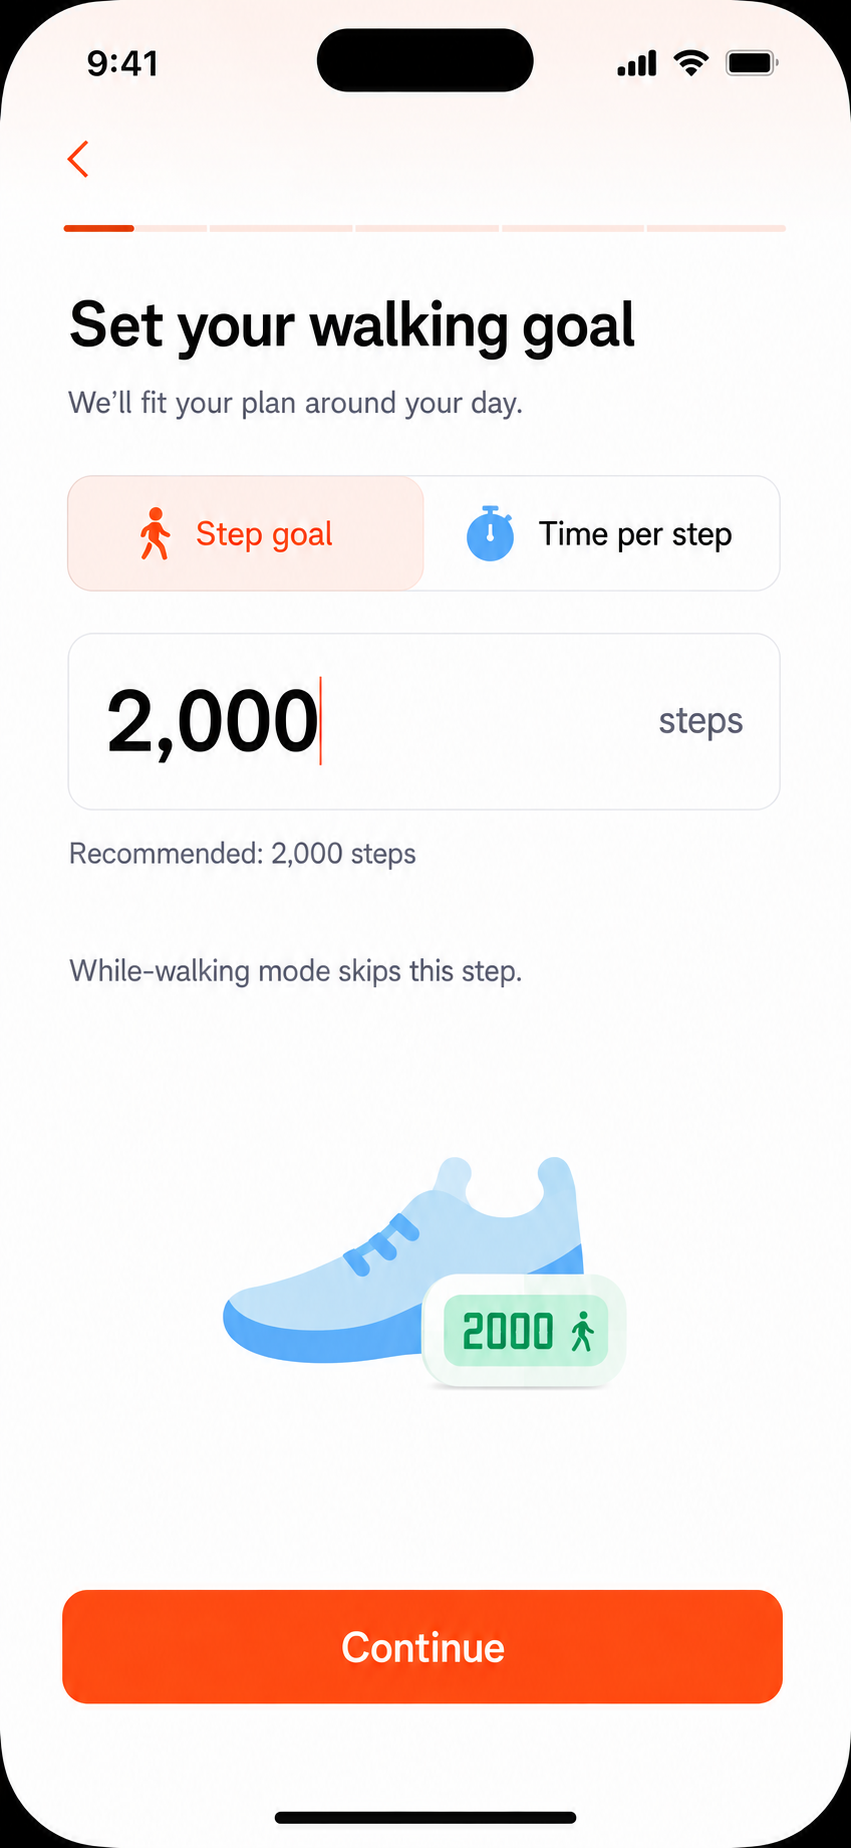 9:41
Set your walking goal
We’ll fit your plan around your day.
Step goal
Time per step
2,000
steps
Recommended: 2,000 steps
While-walking mode skips this step.
2000
Continue